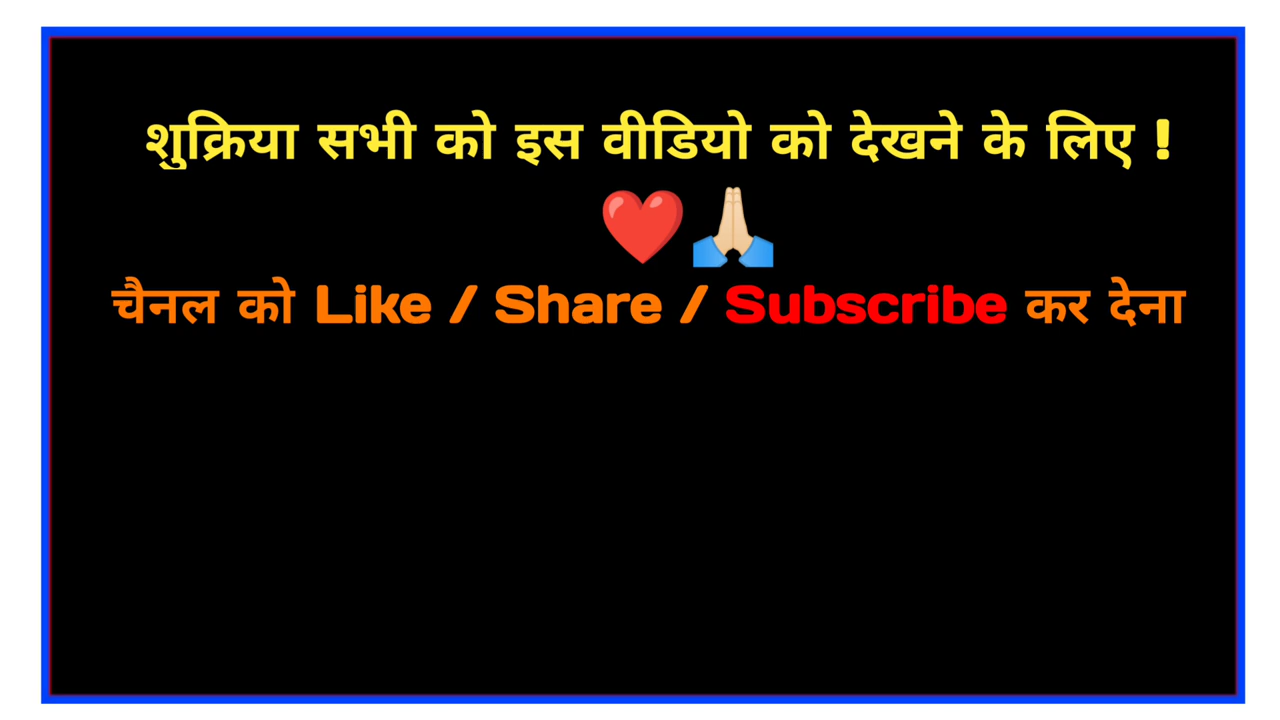 शुक्रिया सभी को इस वीडियो को देखने के लिए !
❤️🙏🏻
चैनल को Like / Share / Subscribe कर देना